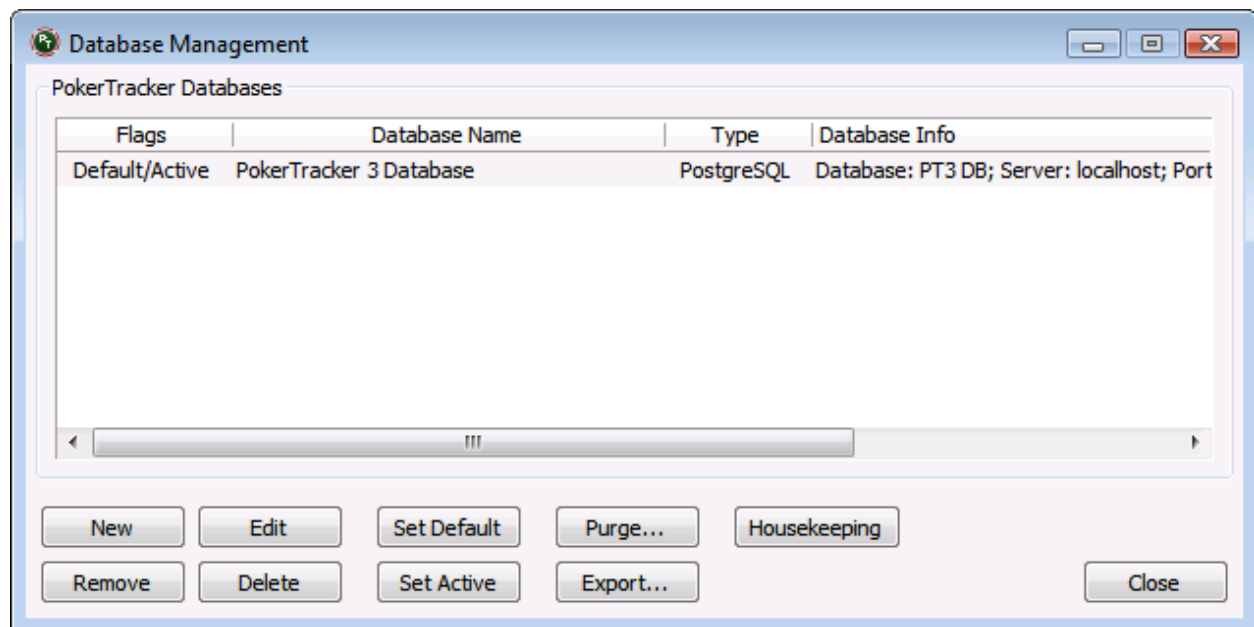 Database Management
PokerTracker Databases
Flags Database Name Type Database Info
Default/Active PokerTracker 3 Database PostgreSQL Database: PT3 DB; Server: localhost; Port
New Edit Set Default Purge... Housekeeping
Remove Delete Set Active Export... Close